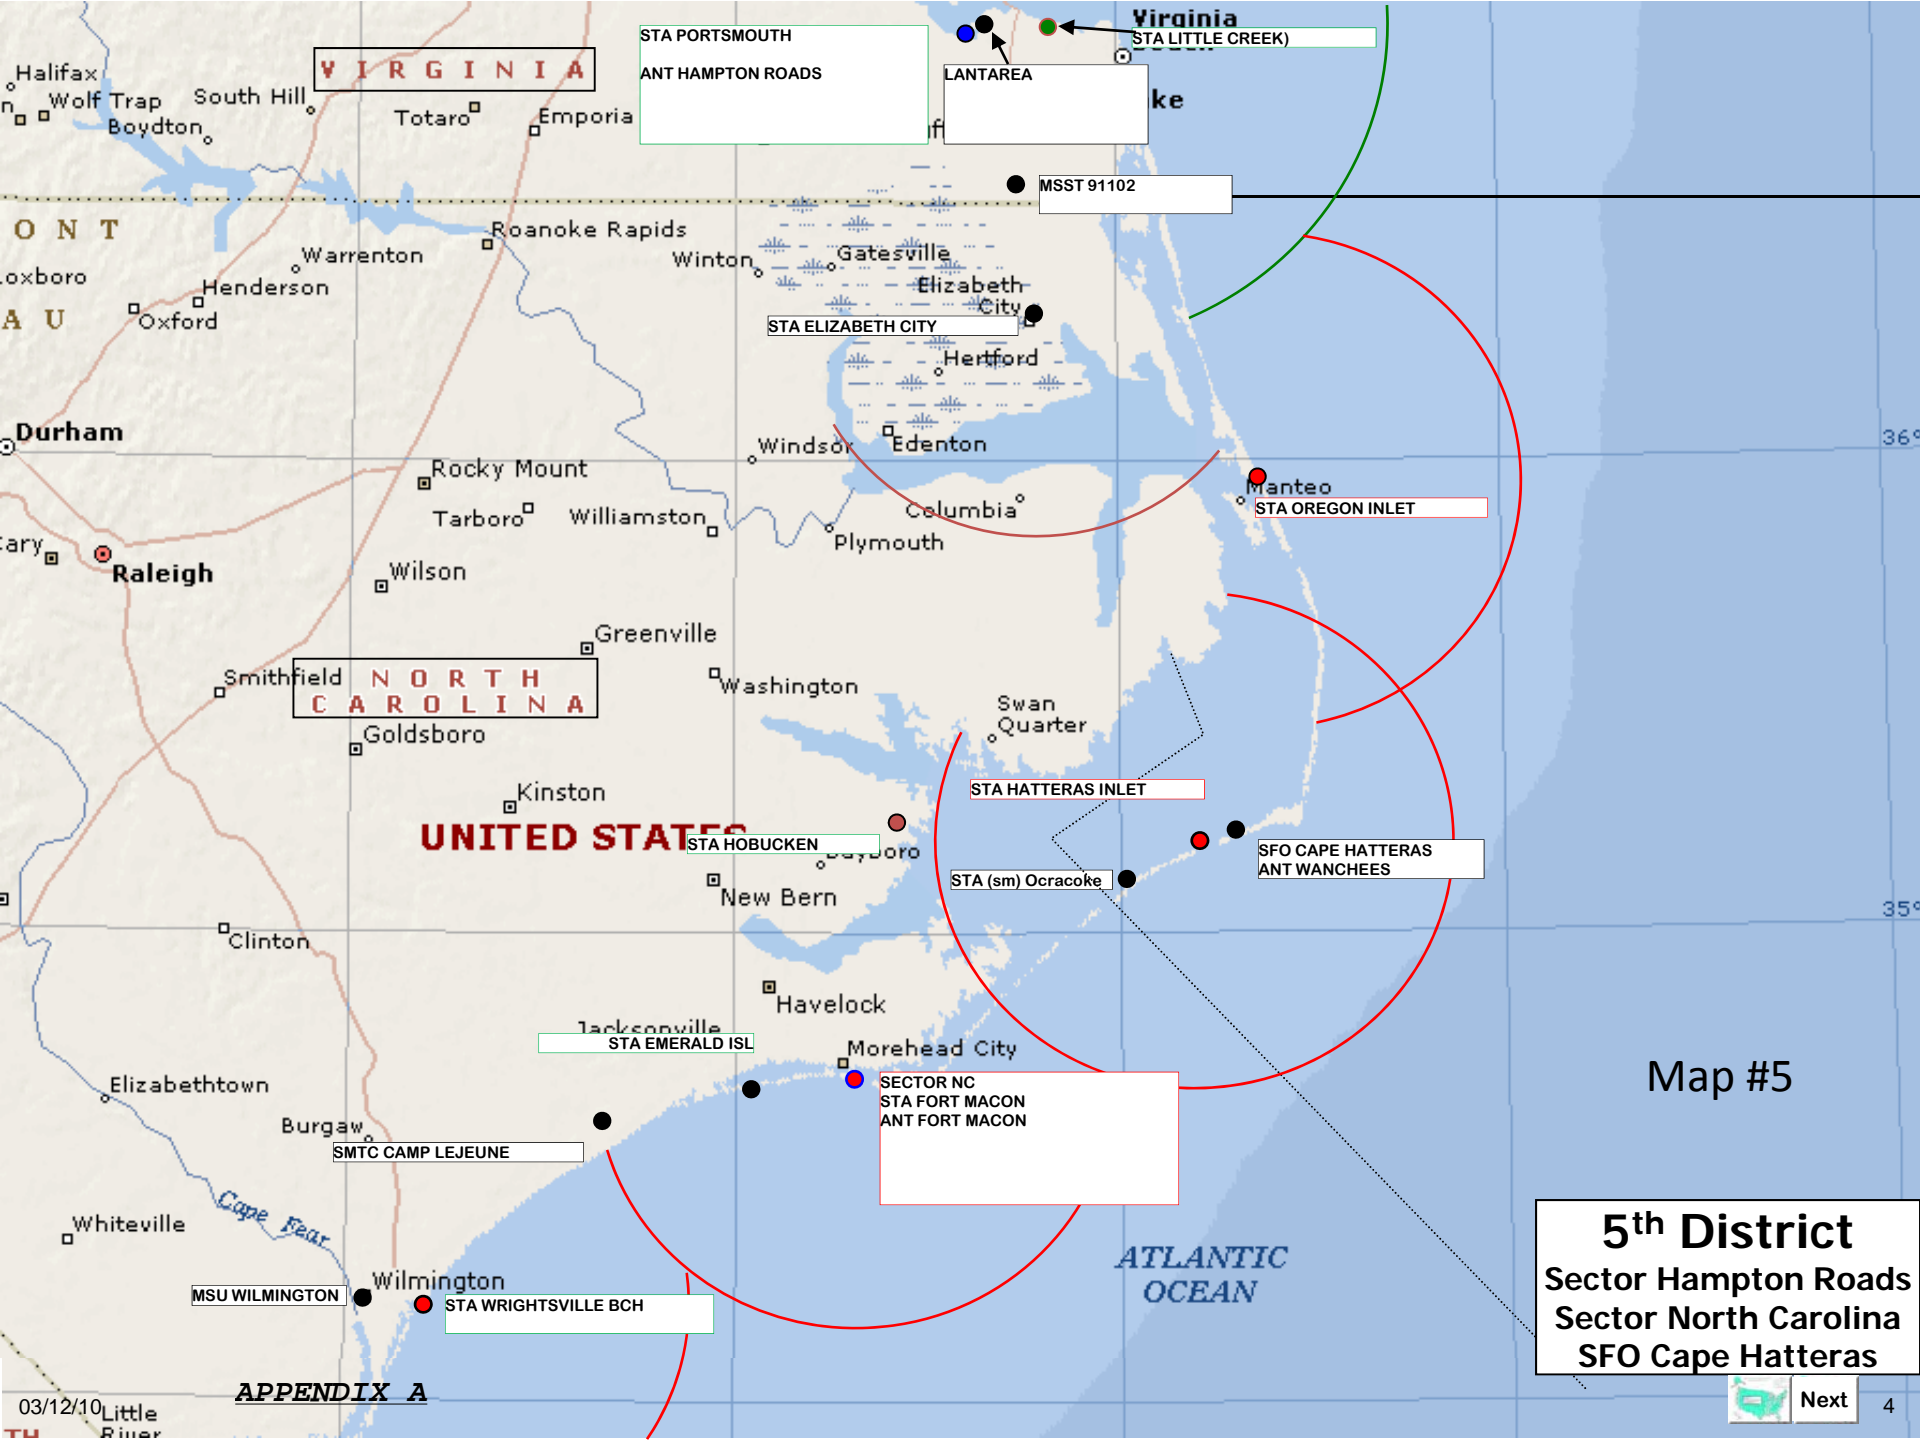 Virginia
STA LITTLE CREEK)
STA PORTSMOUTH
ANT HAMPTON ROADS
LANTAREA
ke
VIRGINIA
Halifax
Wolf Trap
South Hill
Boydton
Totaro
Emporia
MSST 91102
ONT
Roanoke Rapids
Warrenton
Winton
Gatesville
oxboro
Henderson
Elizabeth
City
AU
Oxford
STA ELIZABETH CITY
Hertford
Durham
Windsor
Edenton
36°
Rocky Mount
Manteo
STA OREGON INLET
Tarboro
Williamston
Columbia
Plymouth
ary
Raleigh
Wilson
Greenville
Smithfield
NORTH
CAROLINA
Washington
Swan
Quarter
Goldsboro
STA HATTERAS INLET
Kinston
UNITED STATES
STA HOBUCKEN
SFO CAPE HATTERAS
ANT WANCHEES
STA (sm) Ocracoke
New Bern
35°
Clinton
Havelock
Jacksonville
STA EMERALD ISL
Morehead City
SECTOR NC
STA FORT MACON
ANT FORT MACON
Map #5
Elizabethtown
Burgaw
SMTC CAMP LEJEUNE
Cape Fear
Whiteville
ATLANTIC
OCEAN
5th District
Sector Hampton Roads
Sector North Carolina
SFO Cape Hatteras
Wilmington
MSU WILMINGTON
STA WRIGHTSVILLE BCH
APPENDIX A
03/12/10
Little
River
TH
Next
4